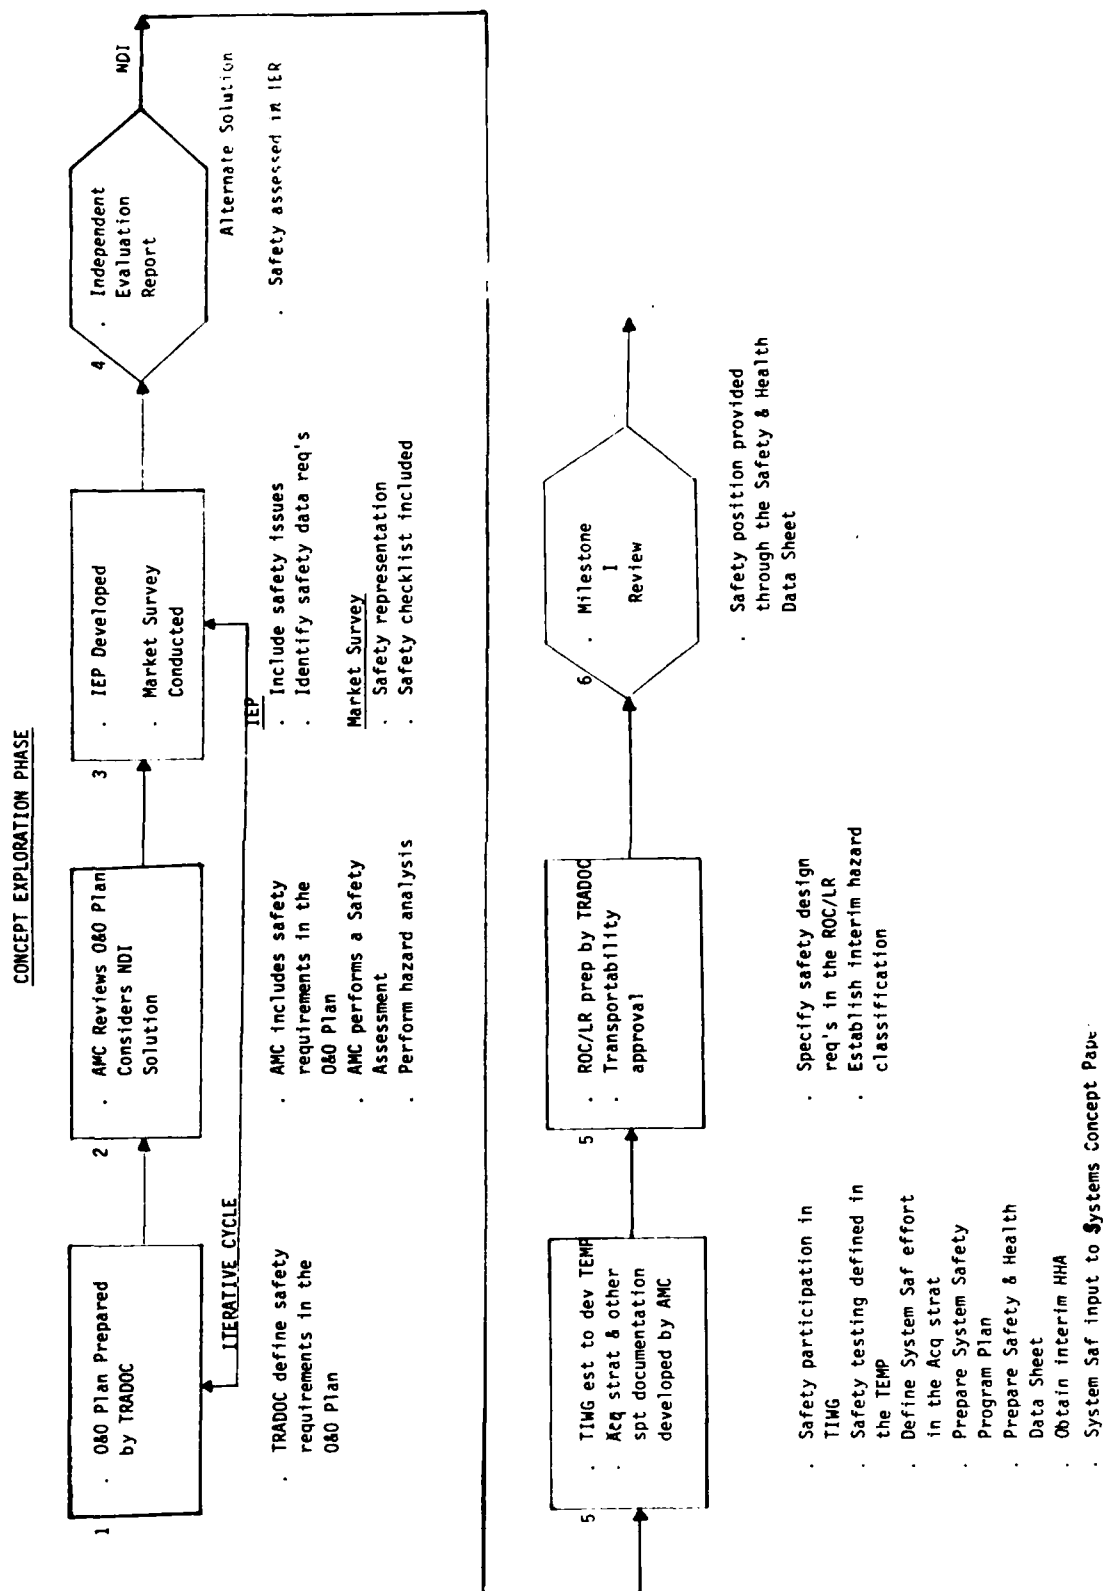 CONCEPT EXPLORATION PHASE
1
. O&O Plan Prepared
by TRADOC
2
. AMC Reviews O&O Plan
Considers NDI
Solution
3
. IEP Developed
. Market Survey
Conducted
4
. Independent
Evaluation
Report
NDI
ITERATIVE CYCLE
. TRADOC define safety
requirements in the
O&O Plan
. AMC includes safety
requirements in the
O&O Plan
. AMC performs a Safety
Assessment
. Perform hazard analysis
IEP
. Include safety issues
. Identify safety data req's
Market Survey
. Safety representation
. Safety checklist included
Alternate Solution
. Safety assessed in IER
5
. TIWG est to dev TEMP
. Acq strat & other
spt documentation
developed by AMC
5
. ROC/LR prep by TRADOC
. Transportability
approval
6
. Milestone
I
Review
. Safety participation in
TIWG
. Safety testing defined in
the TEMP
. Define System Saf effort
in the Acq strat
. Prepare System Safety
Program Plan
. Prepare Safety & Health
Data Sheet
. Obtain interim HHA
. System Saf input to Systems Concept Pape
. Specify safety design
req's in the ROC/LR
. Establish interim hazard
classification
. Safety position provided
through the Safety & Health
Data Sheet